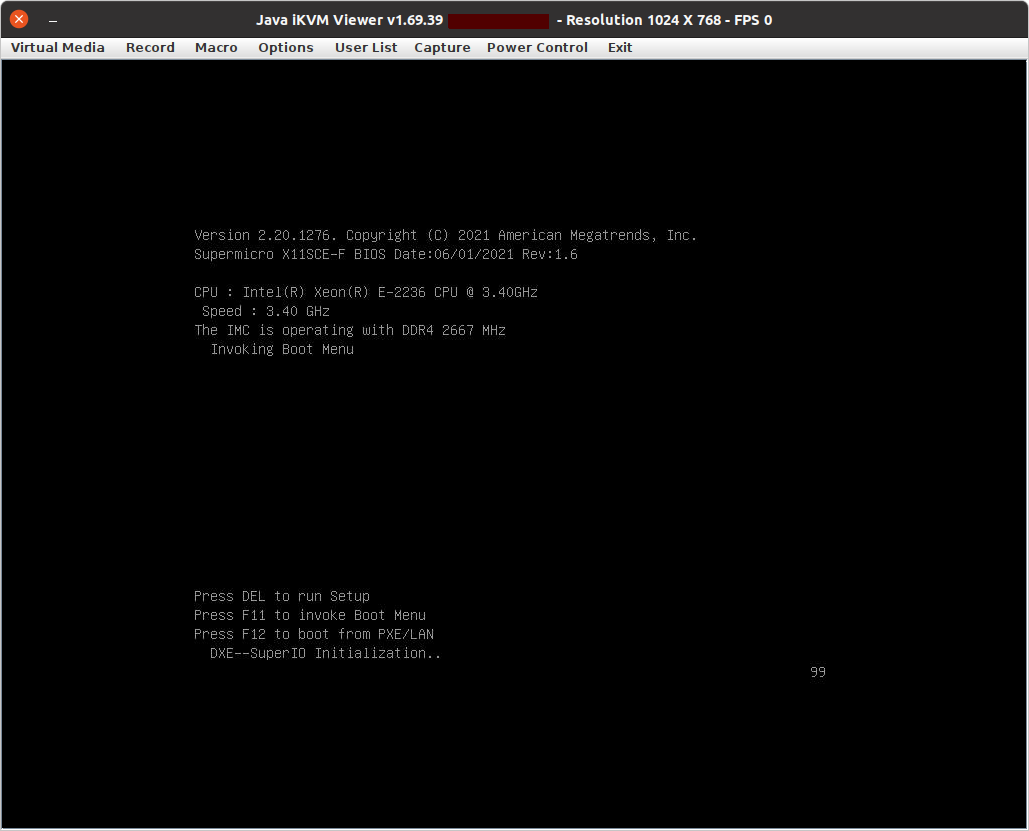 Java iKVM Viewer v1.69.39 - Resolution 1024 X 768 - FPS 0
Virtual Media Record Macro Options User List Capture Power Control Exit
Version 2.20.1276. Copyright (C) 2021 American Megatrends, Inc.
Supermicro X11SCE-F BIOS Date:06/01/2021 Rev:1.6
CPU : Intel(R) Xeon(R) E-2236 CPU @ 3.40GHz
Speed : 3.40 GHz
The IMC is operating with DDR4 2667 MHz
Invoking Boot Menu
Press DEL to run Setup
Press F11 to invoke Boot Menu
Press F12 to boot from PXE/LAN
DXE--SuperIO Initialization..
99